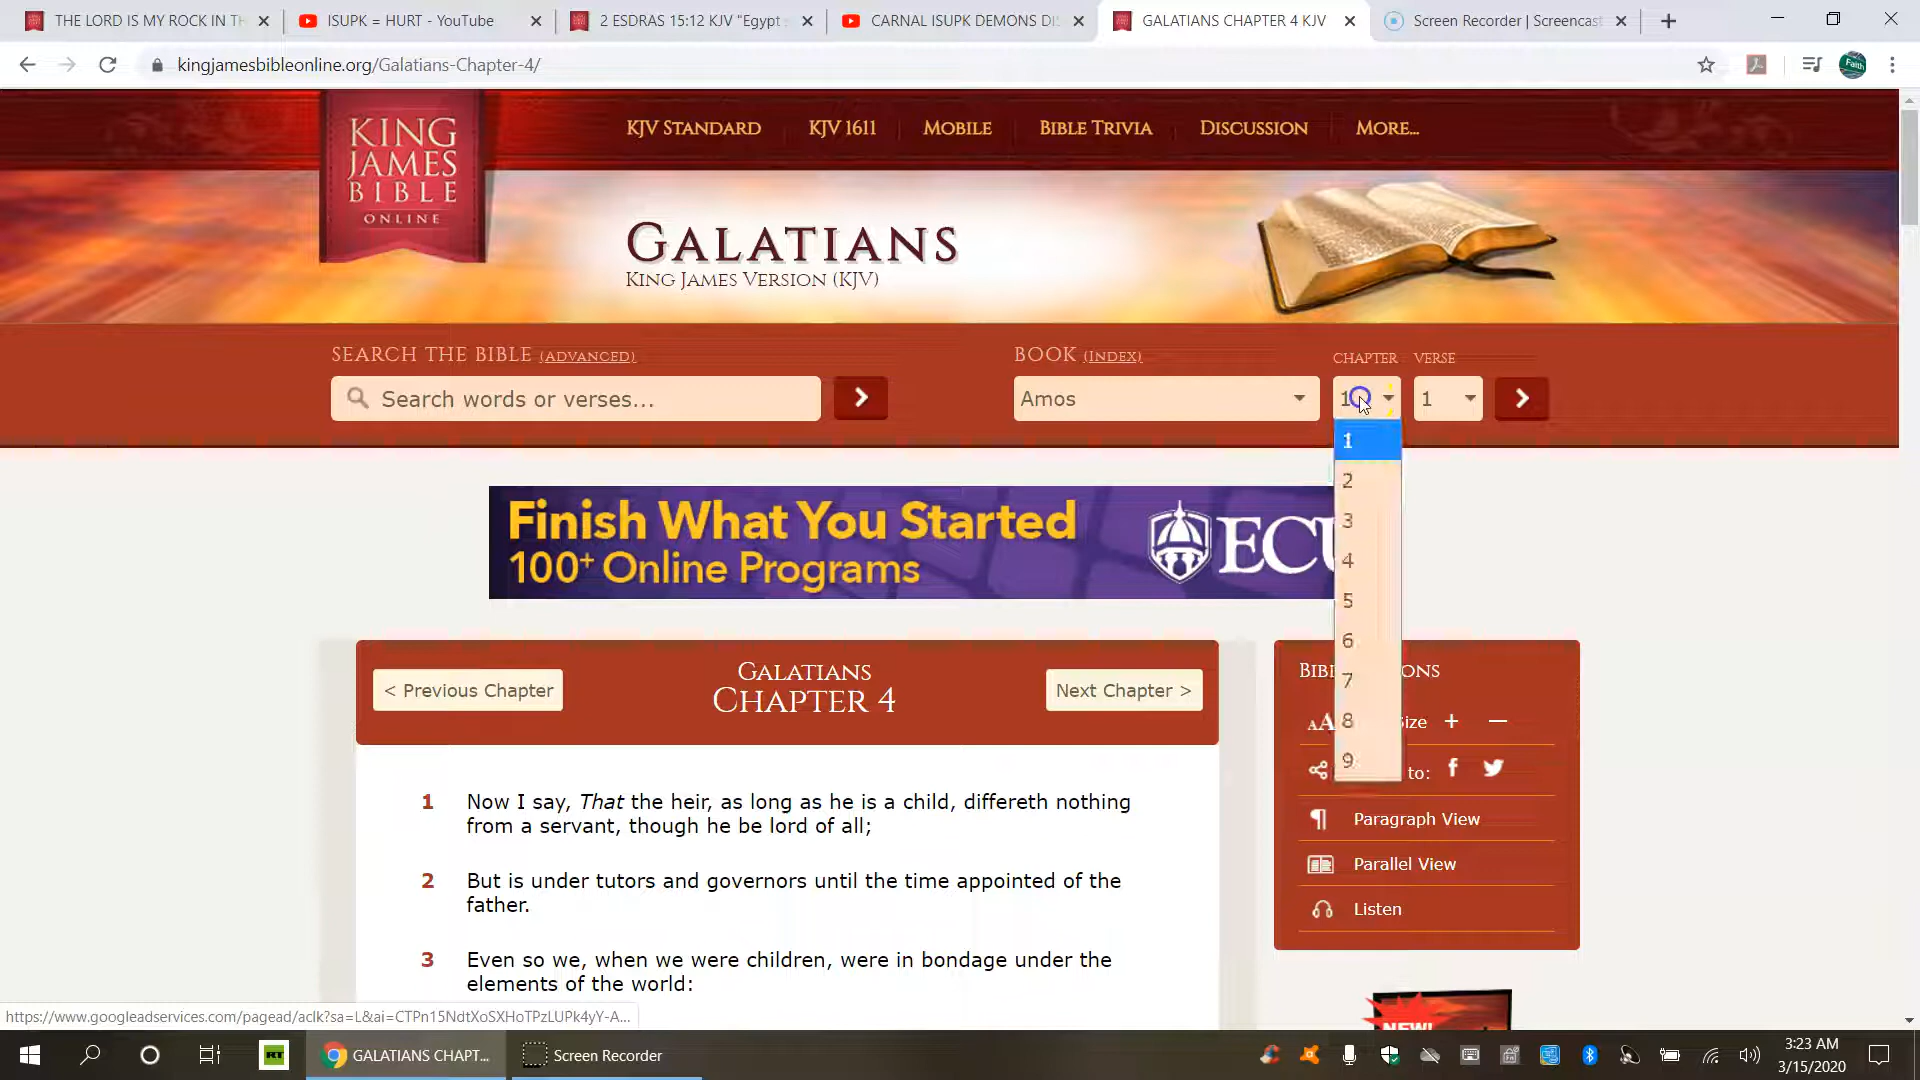 THE LORD IS MY ROCK IN TH
ISUPK = HURT - YouTube
2 ESDRAS 15:12 KJV "Egypt
CARNAL ISUPK DEMONS DI
GALATIANS CHAPTER 4 KJV
Screen Recorder | Screencast
kingjamesbibleonline.org/Galatians-Chapter-4/
Faith
KING
JAMES
BIBLE
ONLINE
KJV STANDARD
KJV 1611
MOBILE
BIBLE TRIVIA
DISCUSSION
MORE...
GALATIANS
KING JAMES VERSION (KJV)
SEARCH THE BIBLE (ADVANCED)
BOOK (INDEX)
CHAPTER
VERSE
Search words or verses...
Amos
1
1
1
2
3
4
5
6
7
8
9
Finish What You Started
100+ Online Programs
ECU
< Previous Chapter
GALATIANS
CHAPTER 4
Next Chapter >
1 Now I say, That the heir, as long as he is a child, differeth nothing
from a servant, though he be lord of all;
2 But is under tutors and governors until the time appointed of the
father.
3 Even so we, when we were children, were in bondage under the
elements of the world:
BIB
ONS
AA
ize + —
to:
Paragraph View
Parallel View
Listen
NEW!
https://www.googleadservices.com/pagead/aclk?sa=L&ai=CTPn15NdtXoSXHoTPzLUPk4yY-A...
RT
GALATIANS CHAPT...
Screen Recorder
3:23 AM
3/15/2020